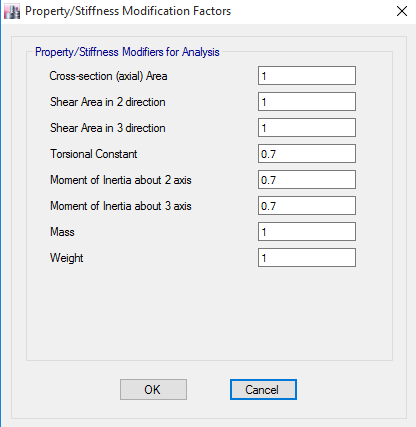 Property/Stiffness Modification Factors
Property/Stiffness Modifiers for Analysis
Cross-section (axial) Area 1
Shear Area in 2 direction 1
Shear Area in 3 direction 1
Torsional Constant 0.7
Moment of Inertia about 2 axis 0.7
Moment of Inertia about 3 axis 0.7
Mass 1
Weight 1
OK Cancel